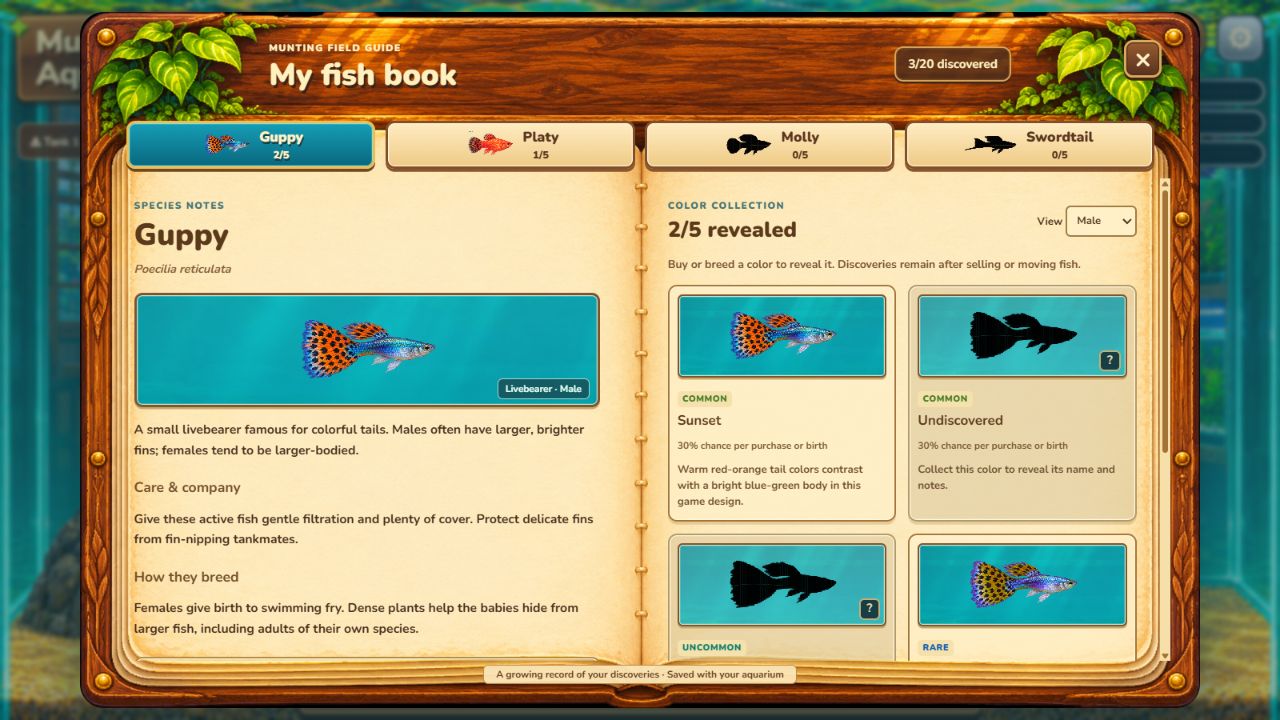 Mu
Aq
MUNTING FIELD GUIDE
My fish book
3/20 discovered
Guppy
2/5
Platy
1/5
Molly
0/5
Swordtail
0/5
SPECIES NOTES
Guppy
Poecilia reticulata
Livebearer · Male
A small livebearer famous for colorful tails. Males often have larger, brighter
fins; females tend to be larger-bodied.
Care & company
Give these active fish gentle filtration and plenty of cover. Protect delicate fins
from fin-nipping tankmates.
How they breed
Females give birth to swimming fry. Dense plants help the babies hide from
larger fish, including adults of their own species.
COLOR COLLECTION
2/5 revealed
View Male
Buy or breed a color to reveal it. Discoveries remain after selling or moving fish.
COMMON
Sunset
30% chance per purchase or birth
Warm red-orange tail colors contrast
with a bright blue-green body in this
game design.
?
COMMON
Undiscovered
30% chance per purchase or birth
Collect this color to reveal its name and
notes.
?
UNCOMMON
RARE
A growing record of your discoveries · Saved with your aquarium